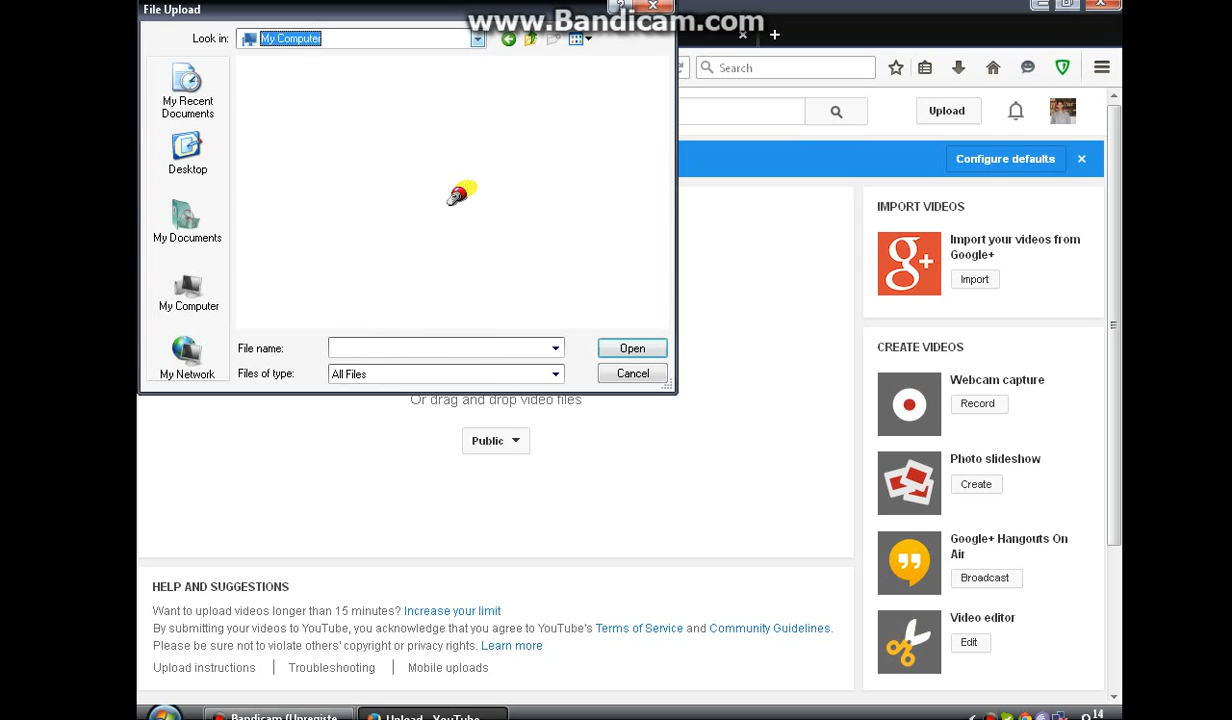 File Upload
www.Bandicam.com
Look in:
My Computer
Search
My Recent
Documents
Desktop
My Documents
My Computer
My Network
File name:
Open
Files of type:
All Files
Cancel
Upload
Configure defaults
Or drag and drop video files
Public
IMPORT VIDEOS
Import your videos from
Google+
Import
CREATE VIDEOS
Webcam capture
Record
Photo slideshow
Create
Google+ Hangouts On
Air
Broadcast
Video editor
Edit
HELP AND SUGGESTIONS
Want to upload videos longer than 15 minutes? Increase your limit
By submitting your videos to YouTube, you acknowledge that you agree to YouTube's Terms of Service and Community Guidelines.
Please be sure not to violate others' copyright or privacy rights. Learn more
Upload instructions
Troubleshooting
Mobile uploads
Bandicam (Unregiste
Upload - YouTube
14